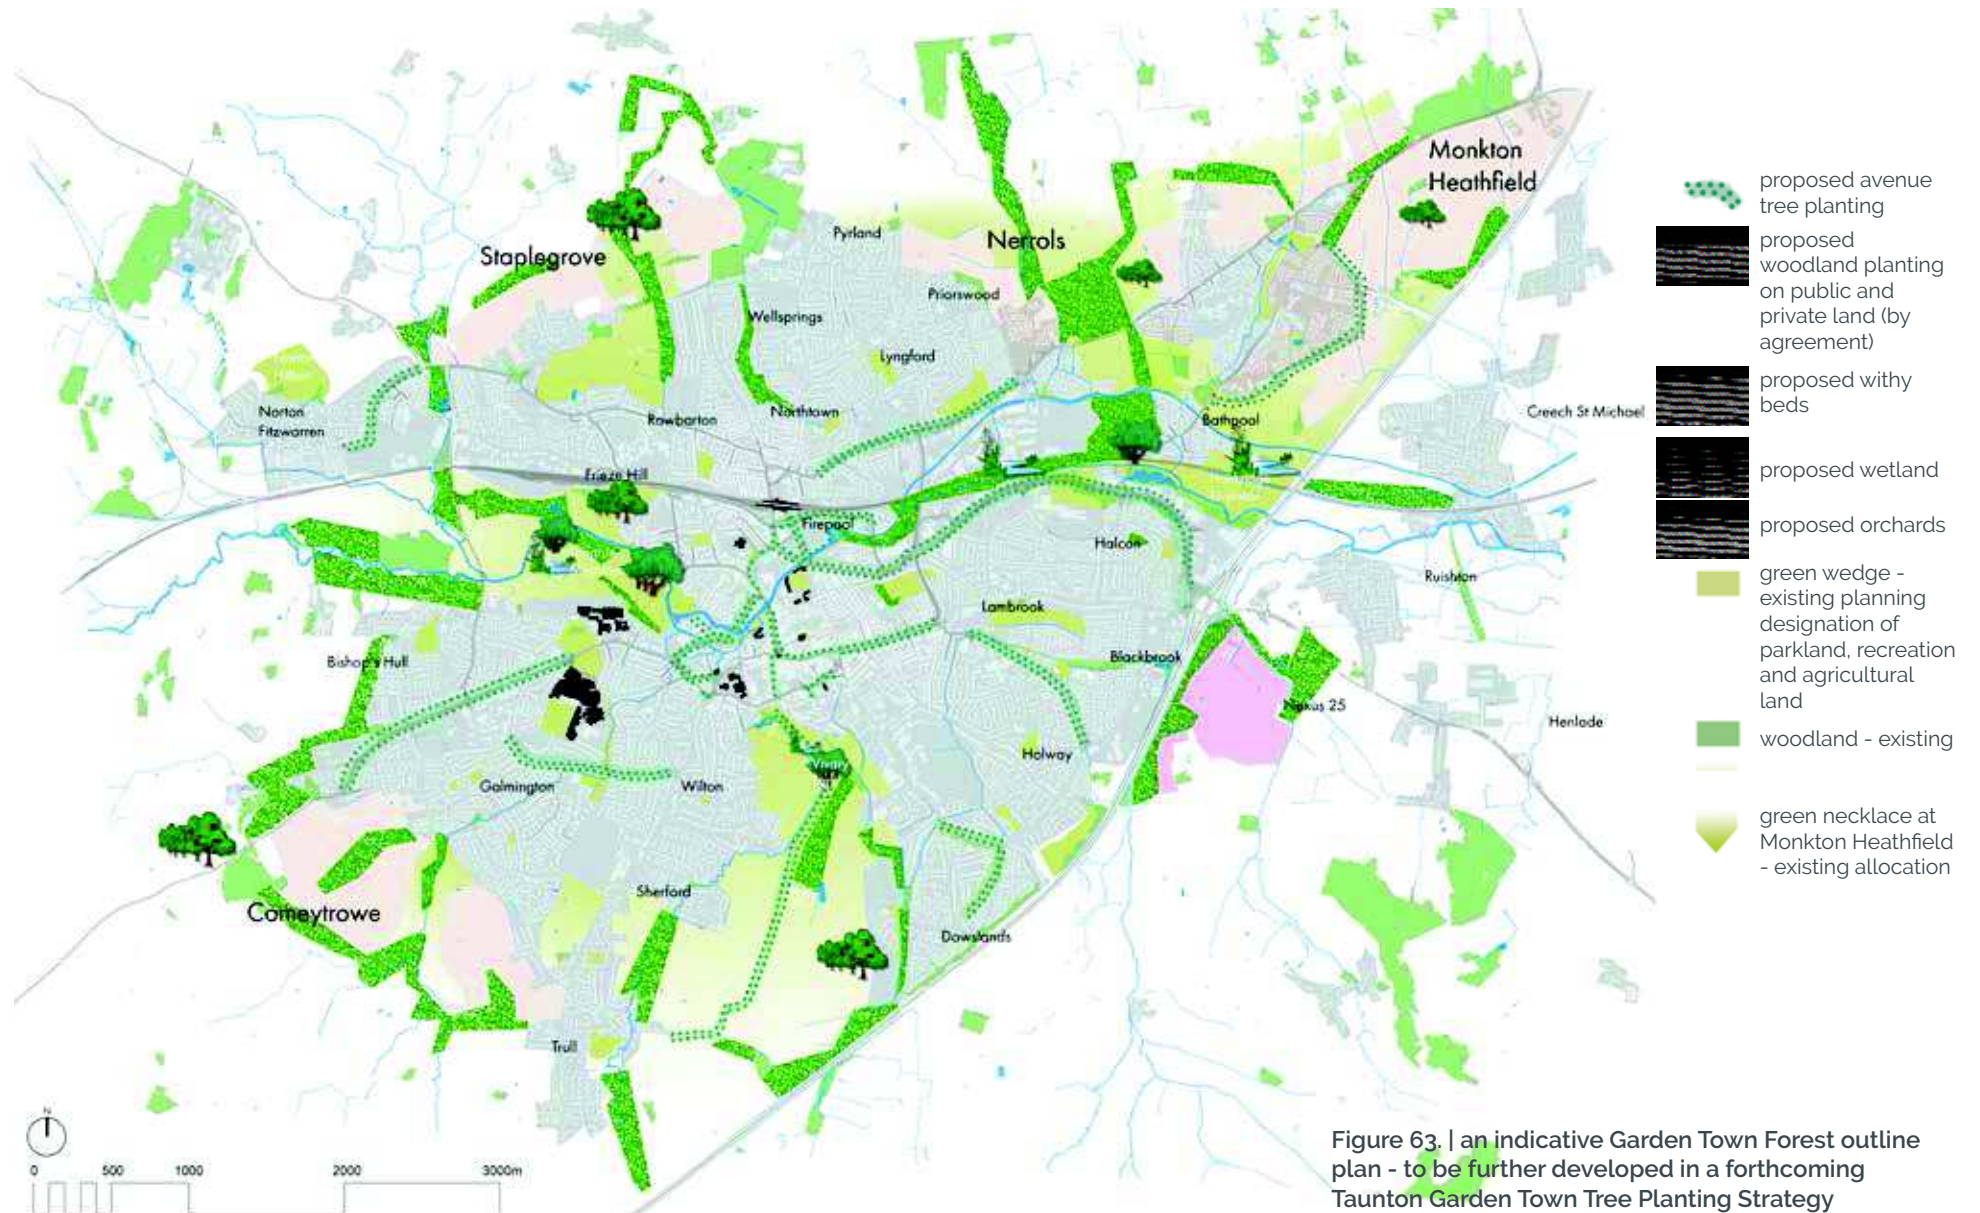 Monkton
Heathfield
Staplegrove
Pyrland
Nerrols
Priorswood
Wellsprings
Lyngford
Norton
Fitzwarren
Rowbarton
Northtown
Bathpool
Creech St Michael
Frieze Hill
Firepool
Halcon
Ruishton
Lambrook
Bishop's Hull
Blackbrook
Nexus 25
Henlade
Holway
Galmington
Wilton
Vivary
Sherford
Comeytrowe
Dowslands
Trull
N
0 500 1000 2000 3000m
proposed avenue
tree planting
proposed
woodland planting
on public and
private land (by
agreement)
proposed withy
beds
proposed wetland
proposed orchards
green wedge -
existing planning
designation of
parkland, recreation
and agricultural
land
woodland - existing
green necklace at
Monkton Heathfield
- existing allocation
Figure 63. | an indicative Garden Town Forest outline
plan - to be further developed in a forthcoming
Taunton Garden Town Tree Planting Strategy